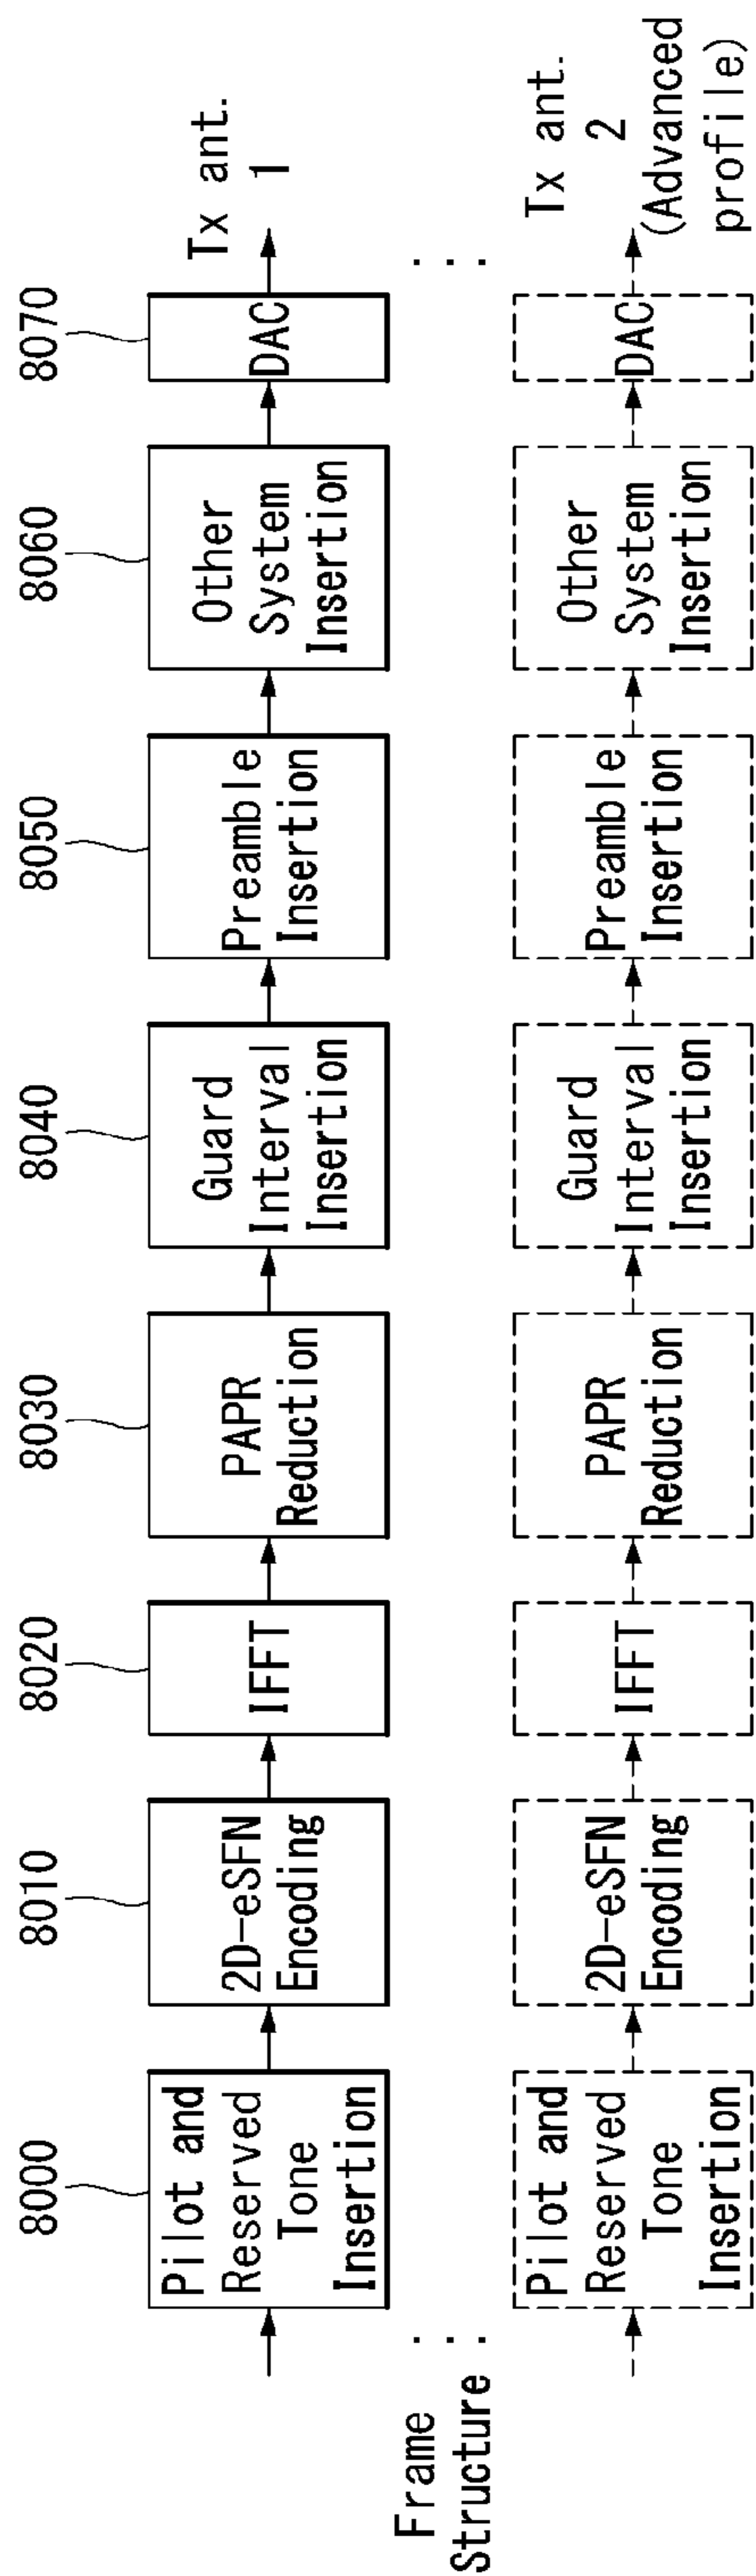 8000
8010
8020
8030
8040
8050
8060
8070
Pilot and
Reserved
Tone
Insertion
2D-eSFN
Encoding
IFFT
PAPR
Reduction
Guard
Interval
Insertion
Preamble
Insertion
Other
System
Insertion
DAC
Tx ant.
1
Frame
Structure
Pilot and
Reserved
Tone
Insertion
2D-eSFN
Encoding
IFFT
PAPR
Reduction
Guard
Interval
Insertion
Preamble
Insertion
Other
System
Insertion
DAC
Tx ant.
2
(Advanced
profile)